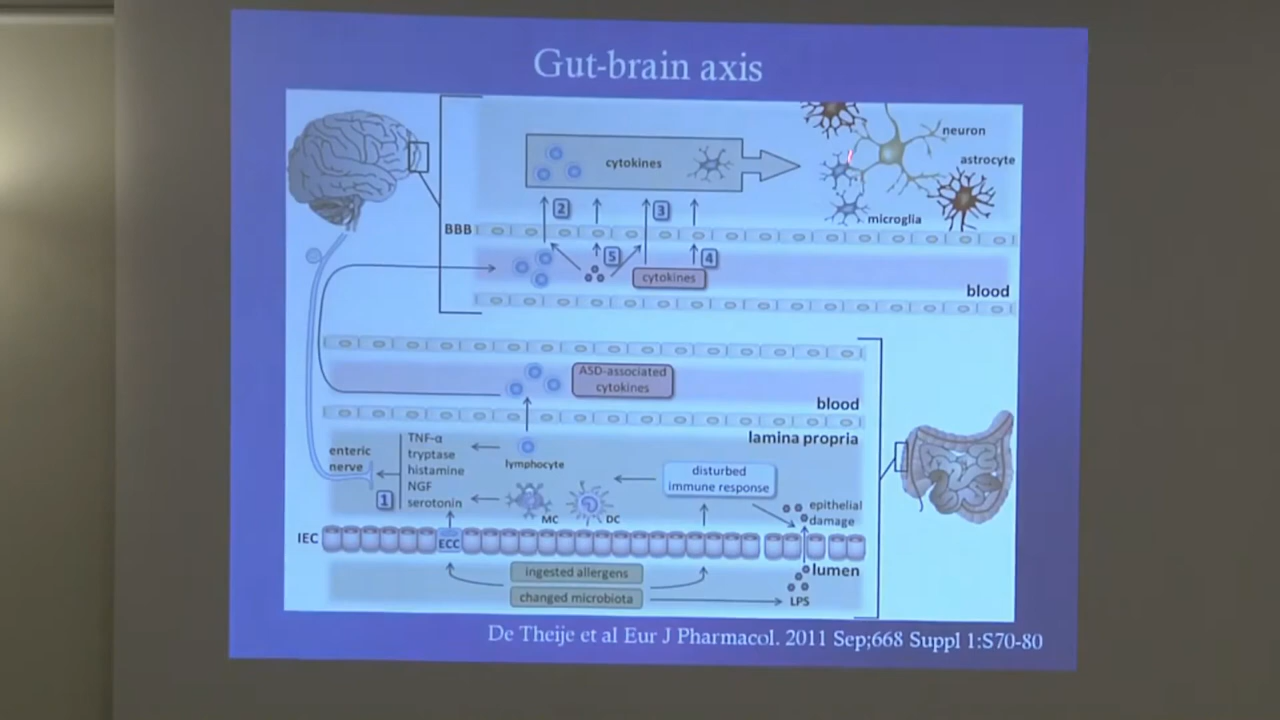 Gut-brain axis
neuron
cytokines
astrocyte
2
3
microglia
BBB
5
4
cytokines
blood
ASD-associated
cytokines
blood
lamina propria
enteric
nerve
TNF-α
tryptase
histamine
NGF
serotonin
1
lymphocyte
disturbed
immune response
MC
DC
epithelial
damage
IEC
ECC
ingested allergens
lumen
changed microbiota
LPS
De Theije et al Eur J Pharmacol. 2011 Sep;668 Suppl 1:S70-80